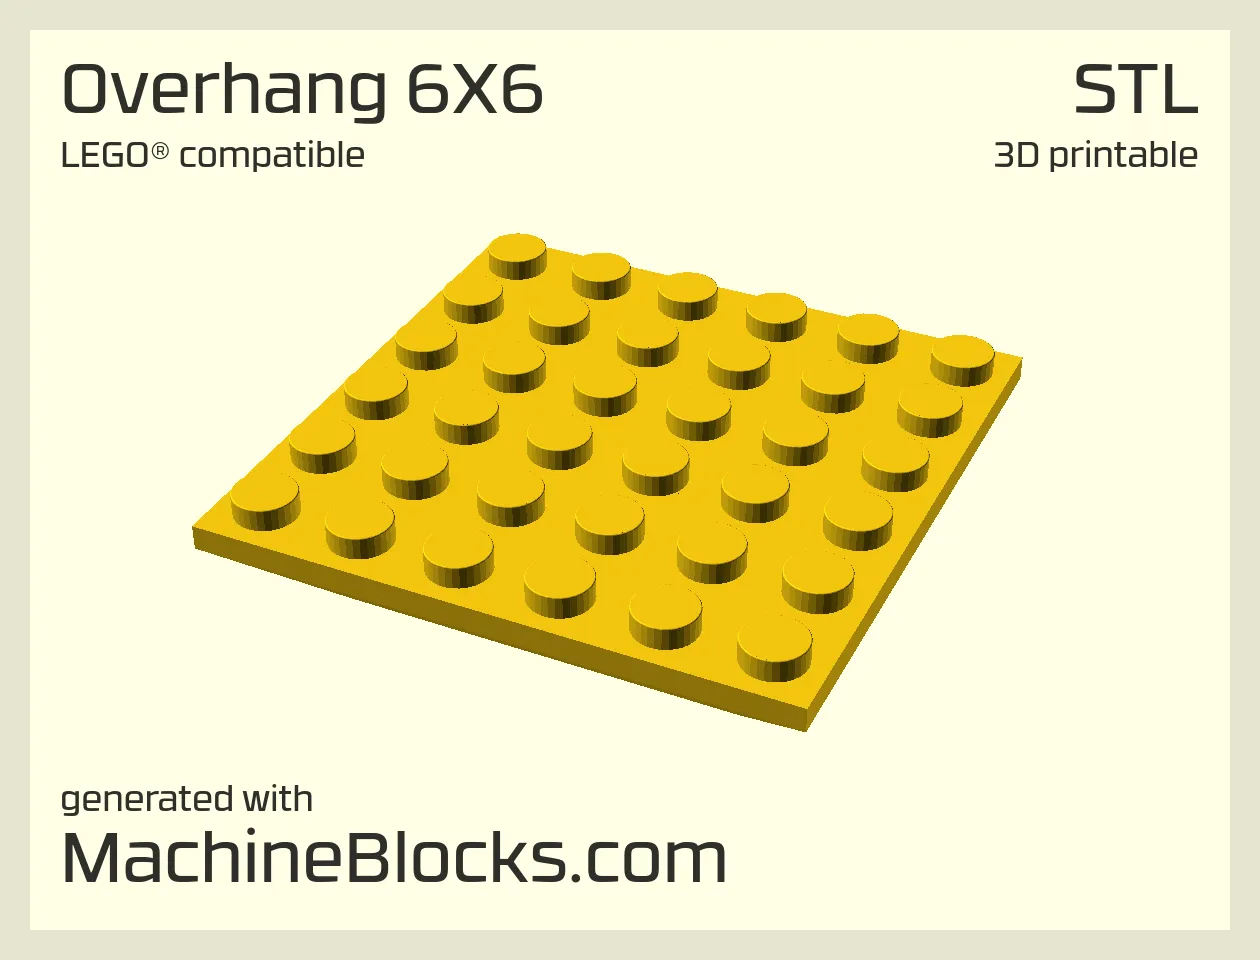 Overhang 6X6
STL
LEGO® compatible
3D printable
generated with
MachineBlocks.com